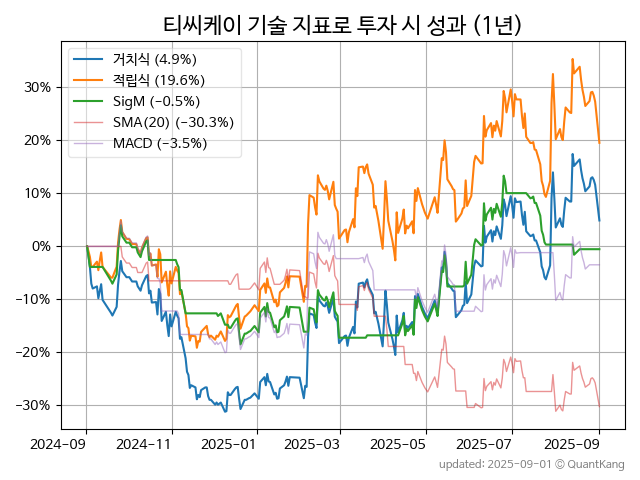 티씨케이 기술 지표로 투자 시 성과 (1년)
거치식 (4.9%)
적립식 (19.6%)
SigM (−0.5%)
SMA(20) (−30.3%)
MACD (−3.5%)
30%
20%
10%
0%
−10%
−20%
−30%
2024-09 2024-11 2025-01 2025-03 2025-05 2025-07 2025-09
updated: 2025-09-01 © QuantKang